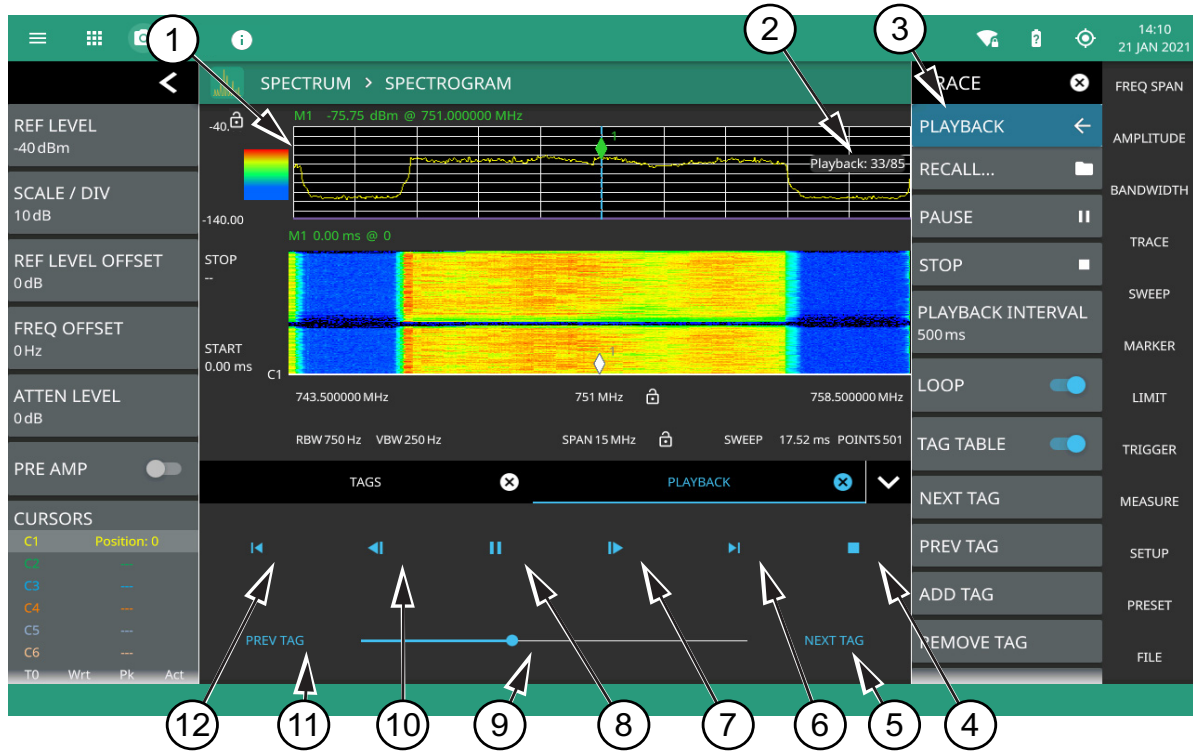 1
2
3
?
14:10
21 JAN 2021
SPECTRUM > SPECTROGRAM
REF LEVEL
-40 dBm
SCALE / DIV
10 dB
REF LEVEL OFFSET
0 dB
FREQ OFFSET
0 Hz
ATTEN LEVEL
0 dB
PRE AMP
CURSORS
C1 Position: 0
C2 ---
C3 ---
C4 ---
C5 ---
C6 ---
T0 Wrt Pk Act
M1 -75.75 dBm @ 751.000000 MHz
1
Playback: 33/85
-140.00
M1 0.00 ms @ 0
STOP
--
START
0.00 ms
C1
1
743.500000 MHz 751 MHz 758.500000 MHz
RBW 750 Hz VBW 250 Hz SPAN 15 MHz SWEEP 17.52 ms POINTS 501
TAGS PLAYBACK
PREV TAG NEXT TAG
PLAYBACK
RECALL...
PAUSE
STOP
PLAYBACK INTERVAL
500 ms
LOOP
TAG TABLE
NEXT TAG
PREV TAG
ADD TAG
REMOVE TAG
FREQ SPAN
AMPLITUDE
BANDWIDTH
TRACE
SWEEP
MARKER
LIMIT
TRIGGER
MEASURE
SETUP
PRESET
FILE
12 11 10 9 8 7 6 5 4